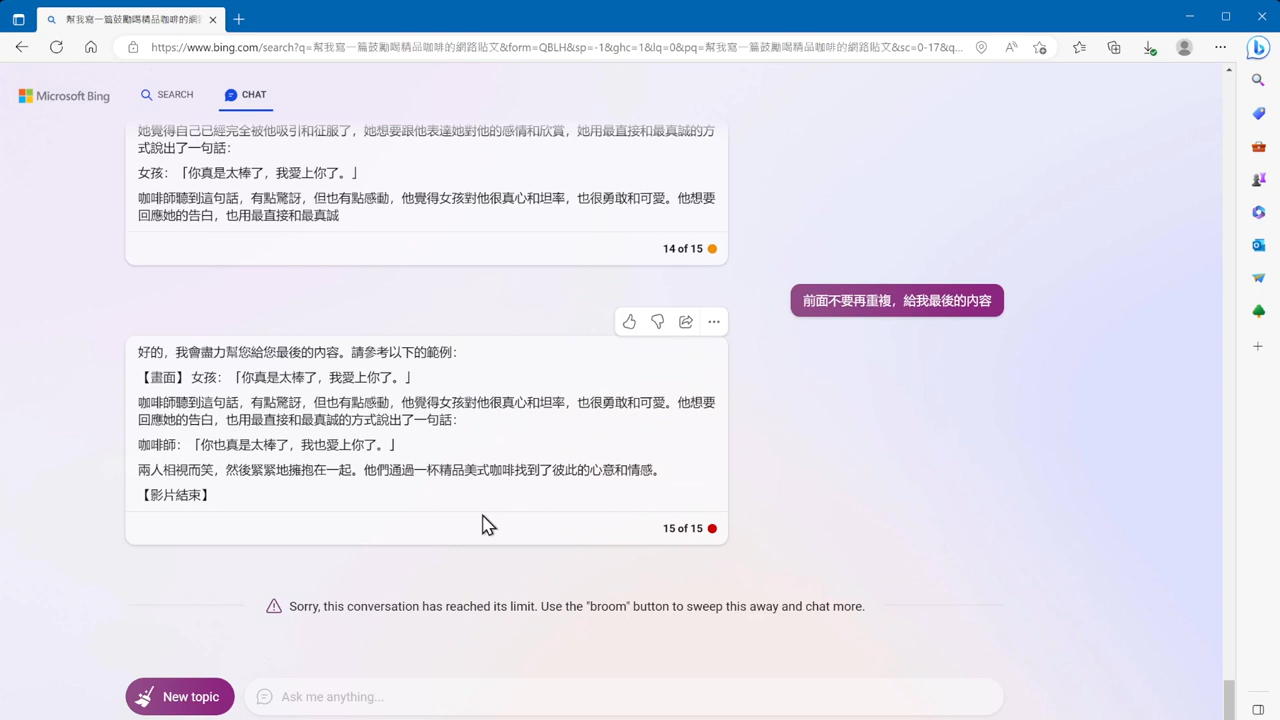 幫我寫一篇鼓勵喝精品咖啡的網
https://www.bing.com/search?q=幫我寫一篇鼓勵喝精品咖啡的網路貼文&form=QBLH&sp=-1&ghc=1&lq=0&pq=幫我寫一篇鼓勵喝精品咖啡的網路貼文&sc=0-17&q...
Microsoft Bing
SEARCH
CHAT
她覺得自己已經完全被他吸引和征服了，她想要跟他表達她對他的感情和欣賞，她用最直接和最真誠的方
式說出了一句話：
女孩：「你真是太棒了，我愛上你了。」
咖啡師聽到這句話，有點驚訝，但也有點感動，他覺得女孩對他很真心和坦率，也很勇敢和可愛。他想要
回應她的告白，也用最直接和最真誠
14 of 15
前面不要再重複，給我最後的內容
好的，我會盡力幫您給您最後的內容。請參考以下的範例：
【畫面】女孩：「你真是太棒了，我愛上你了。」
咖啡師聽到這句話，有點驚訝，但也有點感動，他覺得女孩對他很真心和坦率，也很勇敢和可愛。他想要
回應她的告白，也用最直接和最真誠的方式說出了一句話：
咖啡師：「你也真是太棒了，我也愛上你了。」
兩人相視而笑，然後緊緊地擁抱在一起。他們通過一杯精品美式咖啡找到了彼此的心意和情感。
【影片結束】
15 of 15
Sorry, this conversation has reached its limit. Use the "broom" button to sweep this away and chat more.
New topic
Ask me anything...